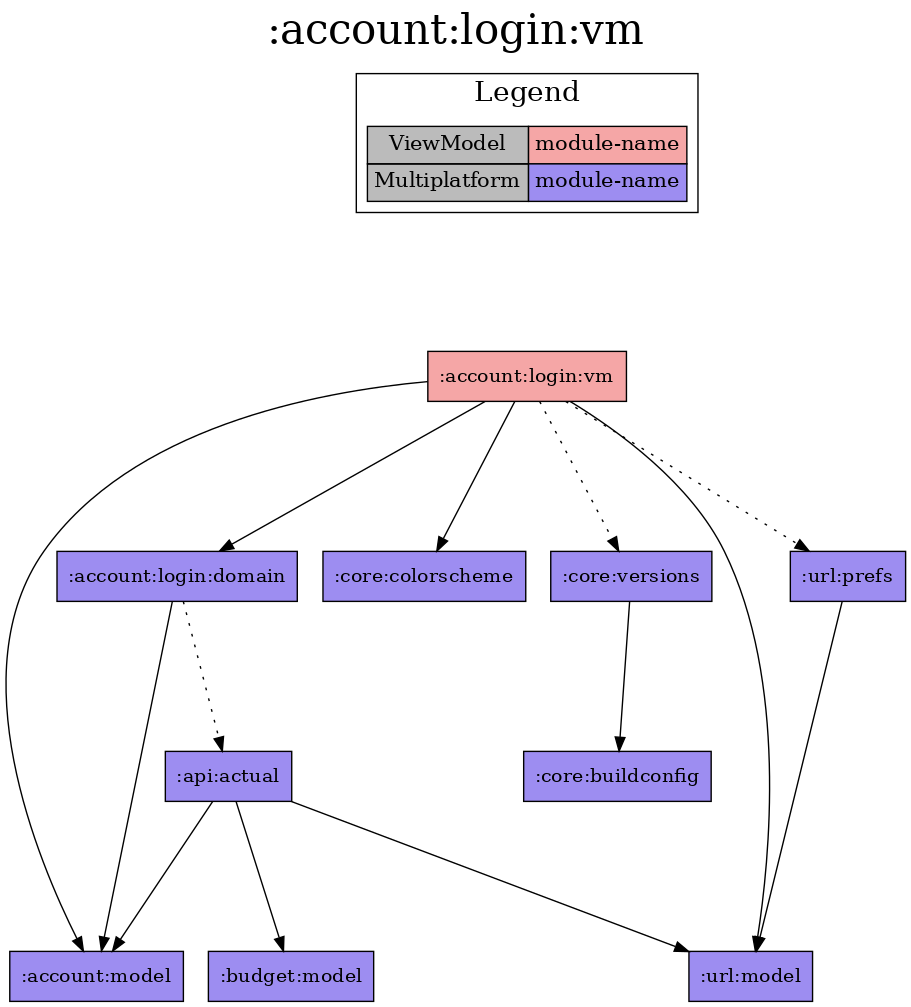 :account:login:vm
Legend
ViewModel module-name
Multiplatform module-name
:account:login:vm
:account:login:domain
:core:colorscheme
:core:versions
:url:prefs
:api:actual
:core:buildconfig
:account:model
:budget:model
:url:model